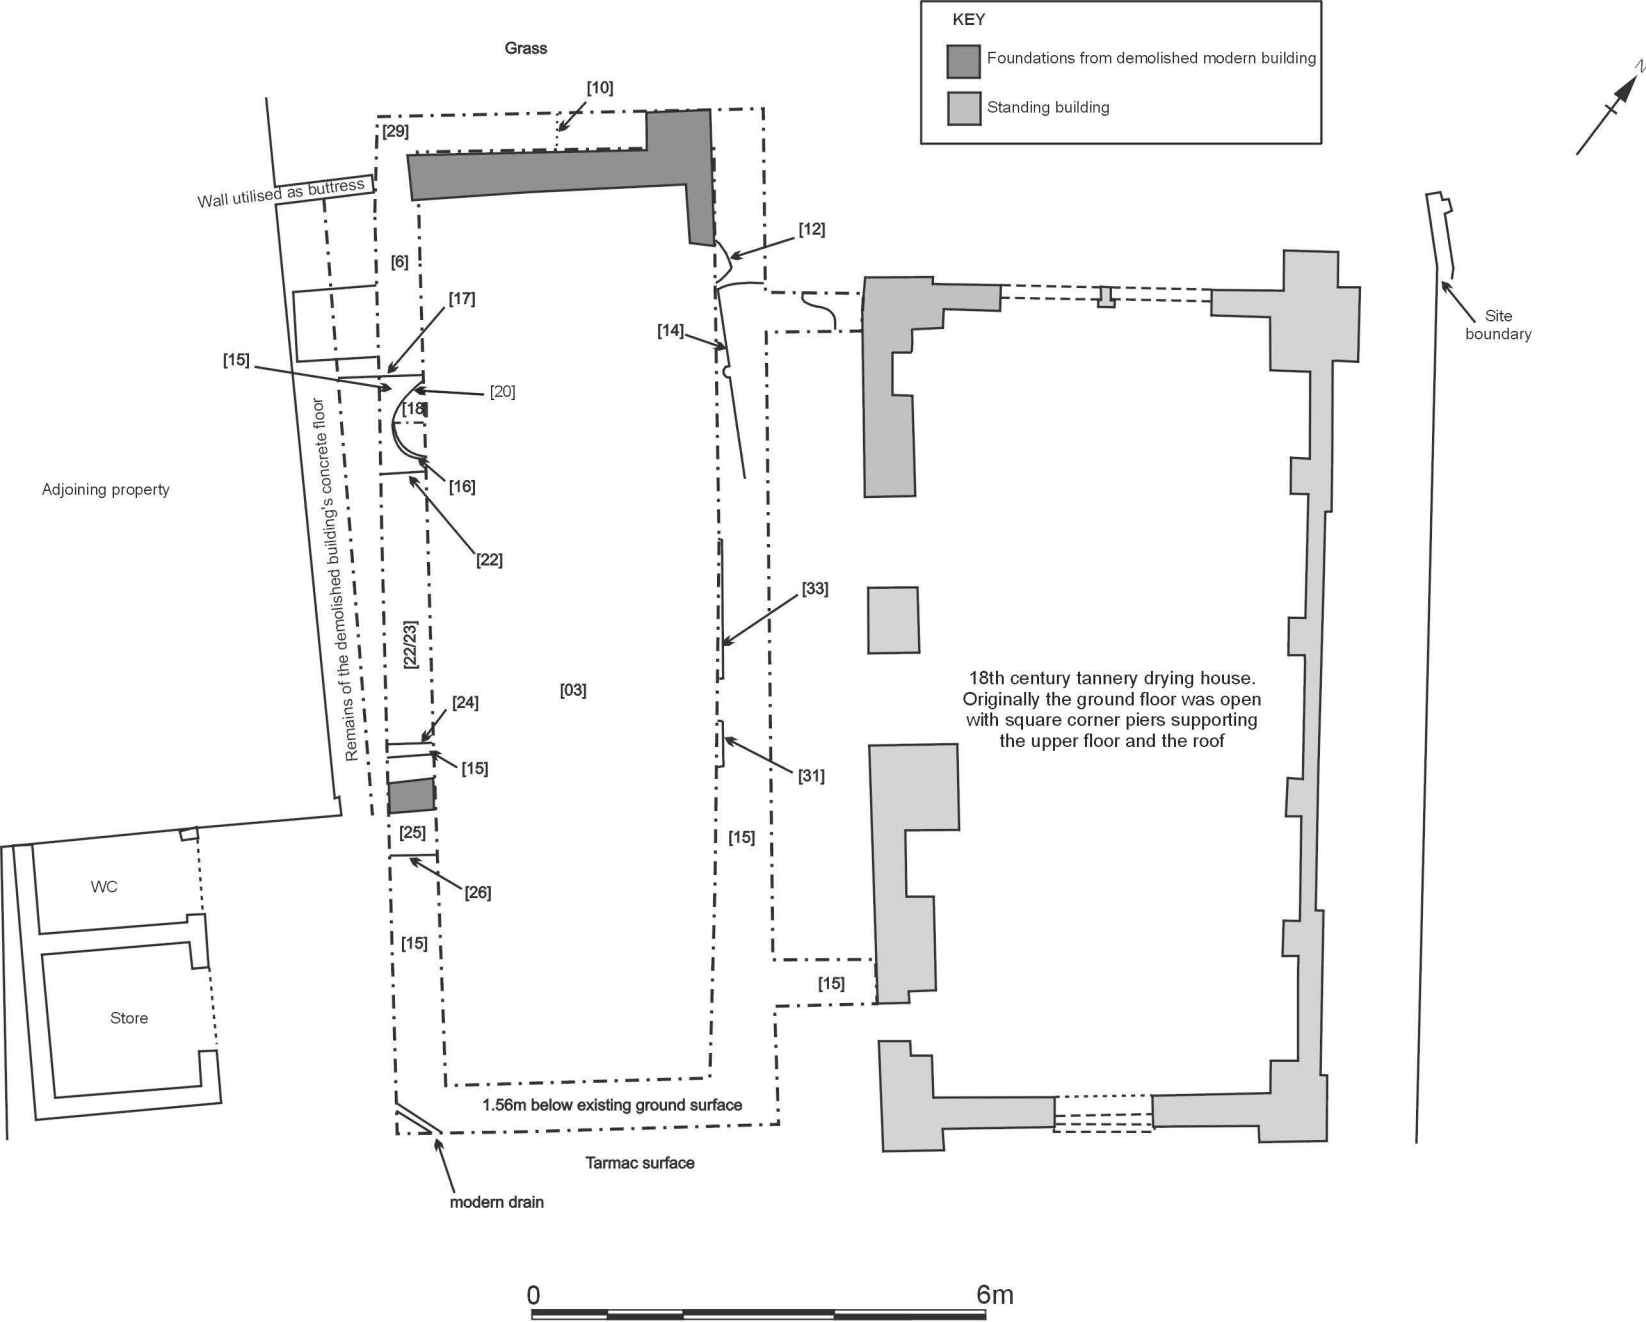 KEY
Foundations from demolished modern building
Standing building
N
Grass
[10]
[29]
Wall utilised as buttress
[12]
[6]
[17]
Site
boundary
[14]
[15]
[20]
[18
[16]
Adjoining property
Remains of the demolished building's concrete floor
[22]
[33]
[22/23]
[03]
18th century tannery drying house.
Originally the ground floor was open
with square corner piers supporting
the upper floor and the roof
[24]
[15]
[31]
[25]
[15]
WC
[26]
[15]
[15]
Store
1.56m below existing ground surface
Tarmac surface
modern drain
0
6m